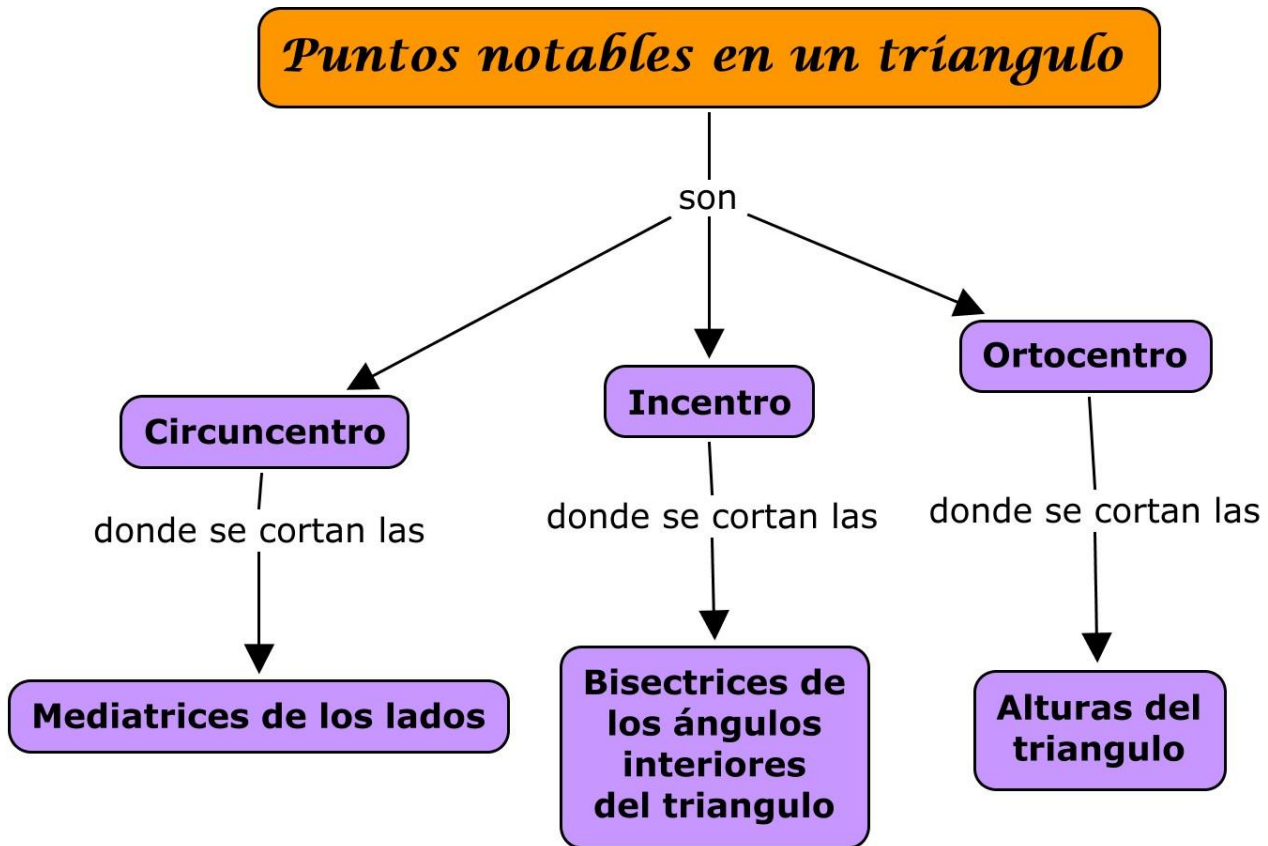 Puntos notables en un triangulo
son
Circuncentro
donde se cortan las
Mediatrices de los lados
Incentro
donde se cortan las
Bisectrices de
los ángulos
interiores
del triangulo
Ortocentro
donde se cortan las
Alturas del
triangulo